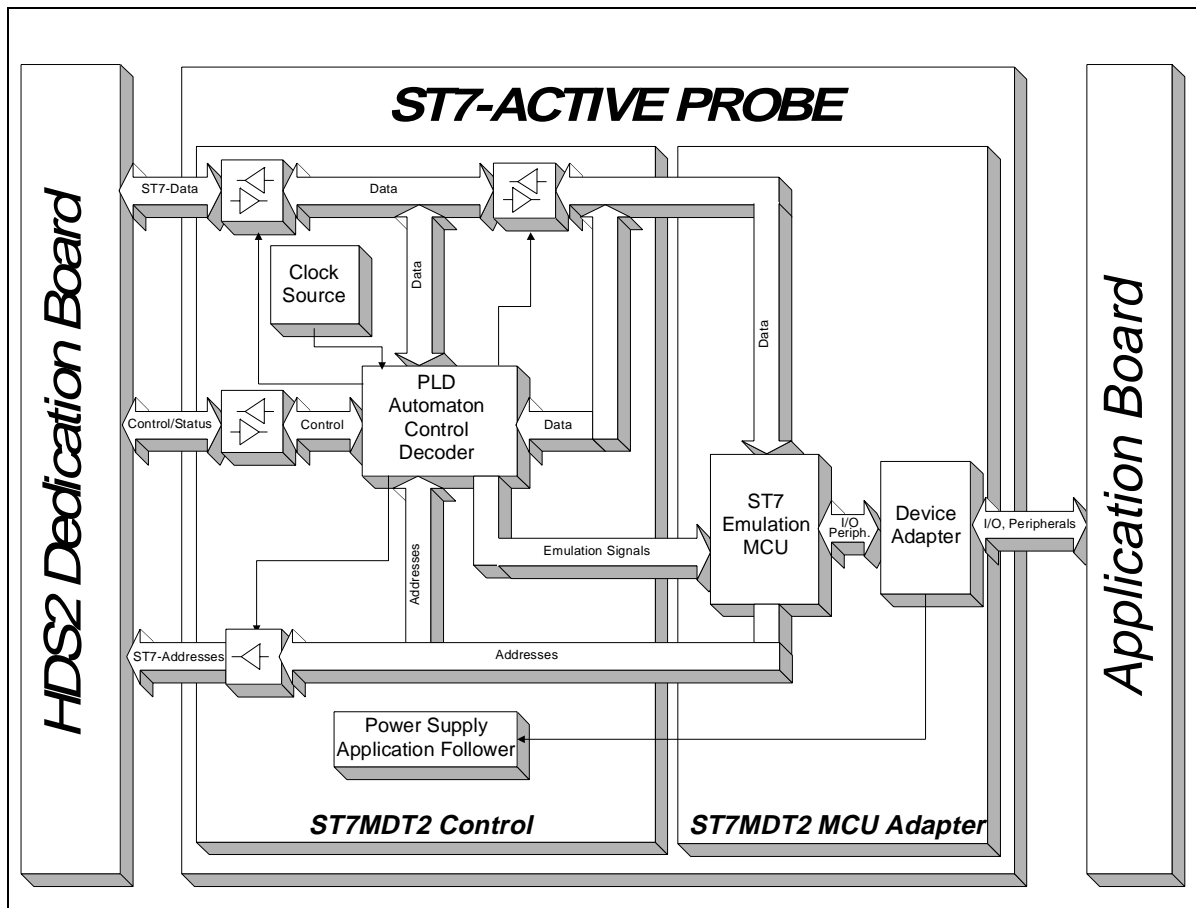 ST7-ACTIVE PROBE
HDS2 Dedication Board
Application Board
ST7-Data
Data
Data
Clock
Source
Data
PLD
Automaton
Control
Decoder
Control/Status
Control
Data
Data
ST7
Emulation
MCU
I/O
Periph.
Device
Adapter
I/O, Peripherals
Emulation Signals
Addresses
ST7-Addresses
Addresses
Power Supply
Application Follower
ST7MDT2 Control
ST7MDT2 MCU Adapter